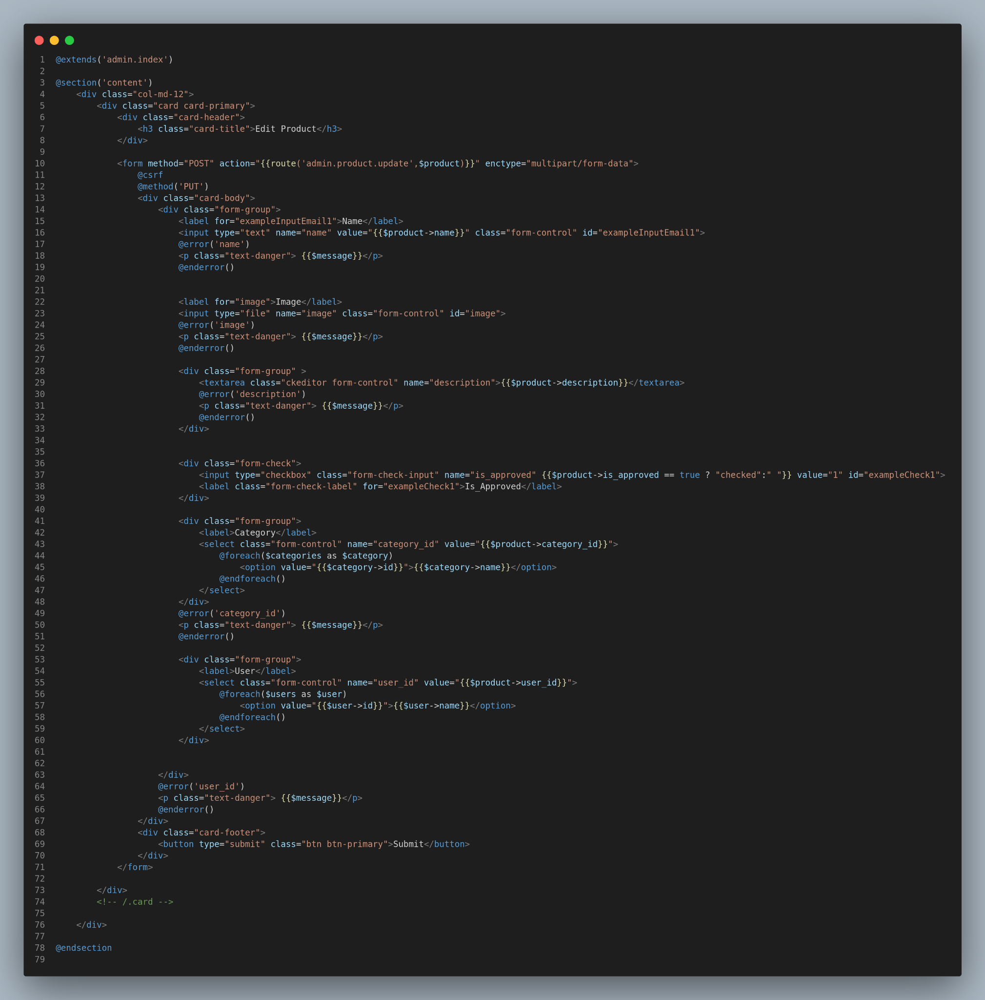 1 @extends('admin.index')
2
3 @section('content')
4     <div class="col-md-12">
5         <div class="card card-primary">
6             <div class="card-header">
7                 <h3 class="card-title">Edit Product</h3>
8             </div>
9
10             <form method="POST" action="{{route('admin.product.update',$product)}}" enctype="multipart/form-data">
11                 @csrf
12                 @method('PUT')
13                 <div class="card-body">
14                     <div class="form-group">
15                         <label for="exampleInputEmail1">Name</label>
16                         <input type="text" name="name" value="{{$product->name}}" class="form-control" id="exampleInputEmail1">
17                         @error('name')
18                         <p class="text-danger"> {{$message}}</p>
19                         @enderror()
20
21
22                         <label for="image">Image</label>
23                         <input type="file" name="image" class="form-control" id="image">
24                         @error('image')
25                         <p class="text-danger"> {{$message}}</p>
26                         @enderror()
27
28                         <div class="form-group" >
29                             <textarea class="ckeditor form-control" name="description">{{$product->description}}</textarea>
30                             @error('description')
31                             <p class="text-danger"> {{$message}}</p>
32                             @enderror()
33                         </div>
34
35
36                         <div class="form-check">
37                             <input type="checkbox" class="form-check-input" name="is_approved" {{$product->is_approved == true ? "checked":" "}} value="1" id="exampleCheck1">
38                             <label class="form-check-label" for="exampleCheck1">Is_Approved</label>
39                         </div>
40
41                         <div class="form-group">
42                             <label>Category</label>
43                             <select class="form-control" name="category_id" value="{{$product->category_id}}">
44                                 @foreach($categories as $category)
45                                     <option value="{{$category->id}}">{{$category->name}}</option>
46                                 @endforeach()
47                             </select>
48                         </div>
49                         @error('category_id')
50                         <p class="text-danger"> {{$message}}</p>
51                         @enderror()
52
53                         <div class="form-group">
54                             <label>User</label>
55                             <select class="form-control" name="user_id" value="{{$product->user_id}}">
56                                 @foreach($users as $user)
57                                     <option value="{{$user->id}}">{{$user->name}}</option>
58                                 @endforeach()
59                             </select>
60                         </div>
61
62
63                     </div>
64                     @error('user_id')
65                     <p class="text-danger"> {{$message}}</p>
66                     @enderror()
67                 </div>
68                 <div class="card-footer">
69                     <button type="submit" class="btn btn-primary">Submit</button>
70                 </div>
71             </form>
72
73         </div>
74         <!-- /.card -->
75
76     </div>
77
78 @endsection
79